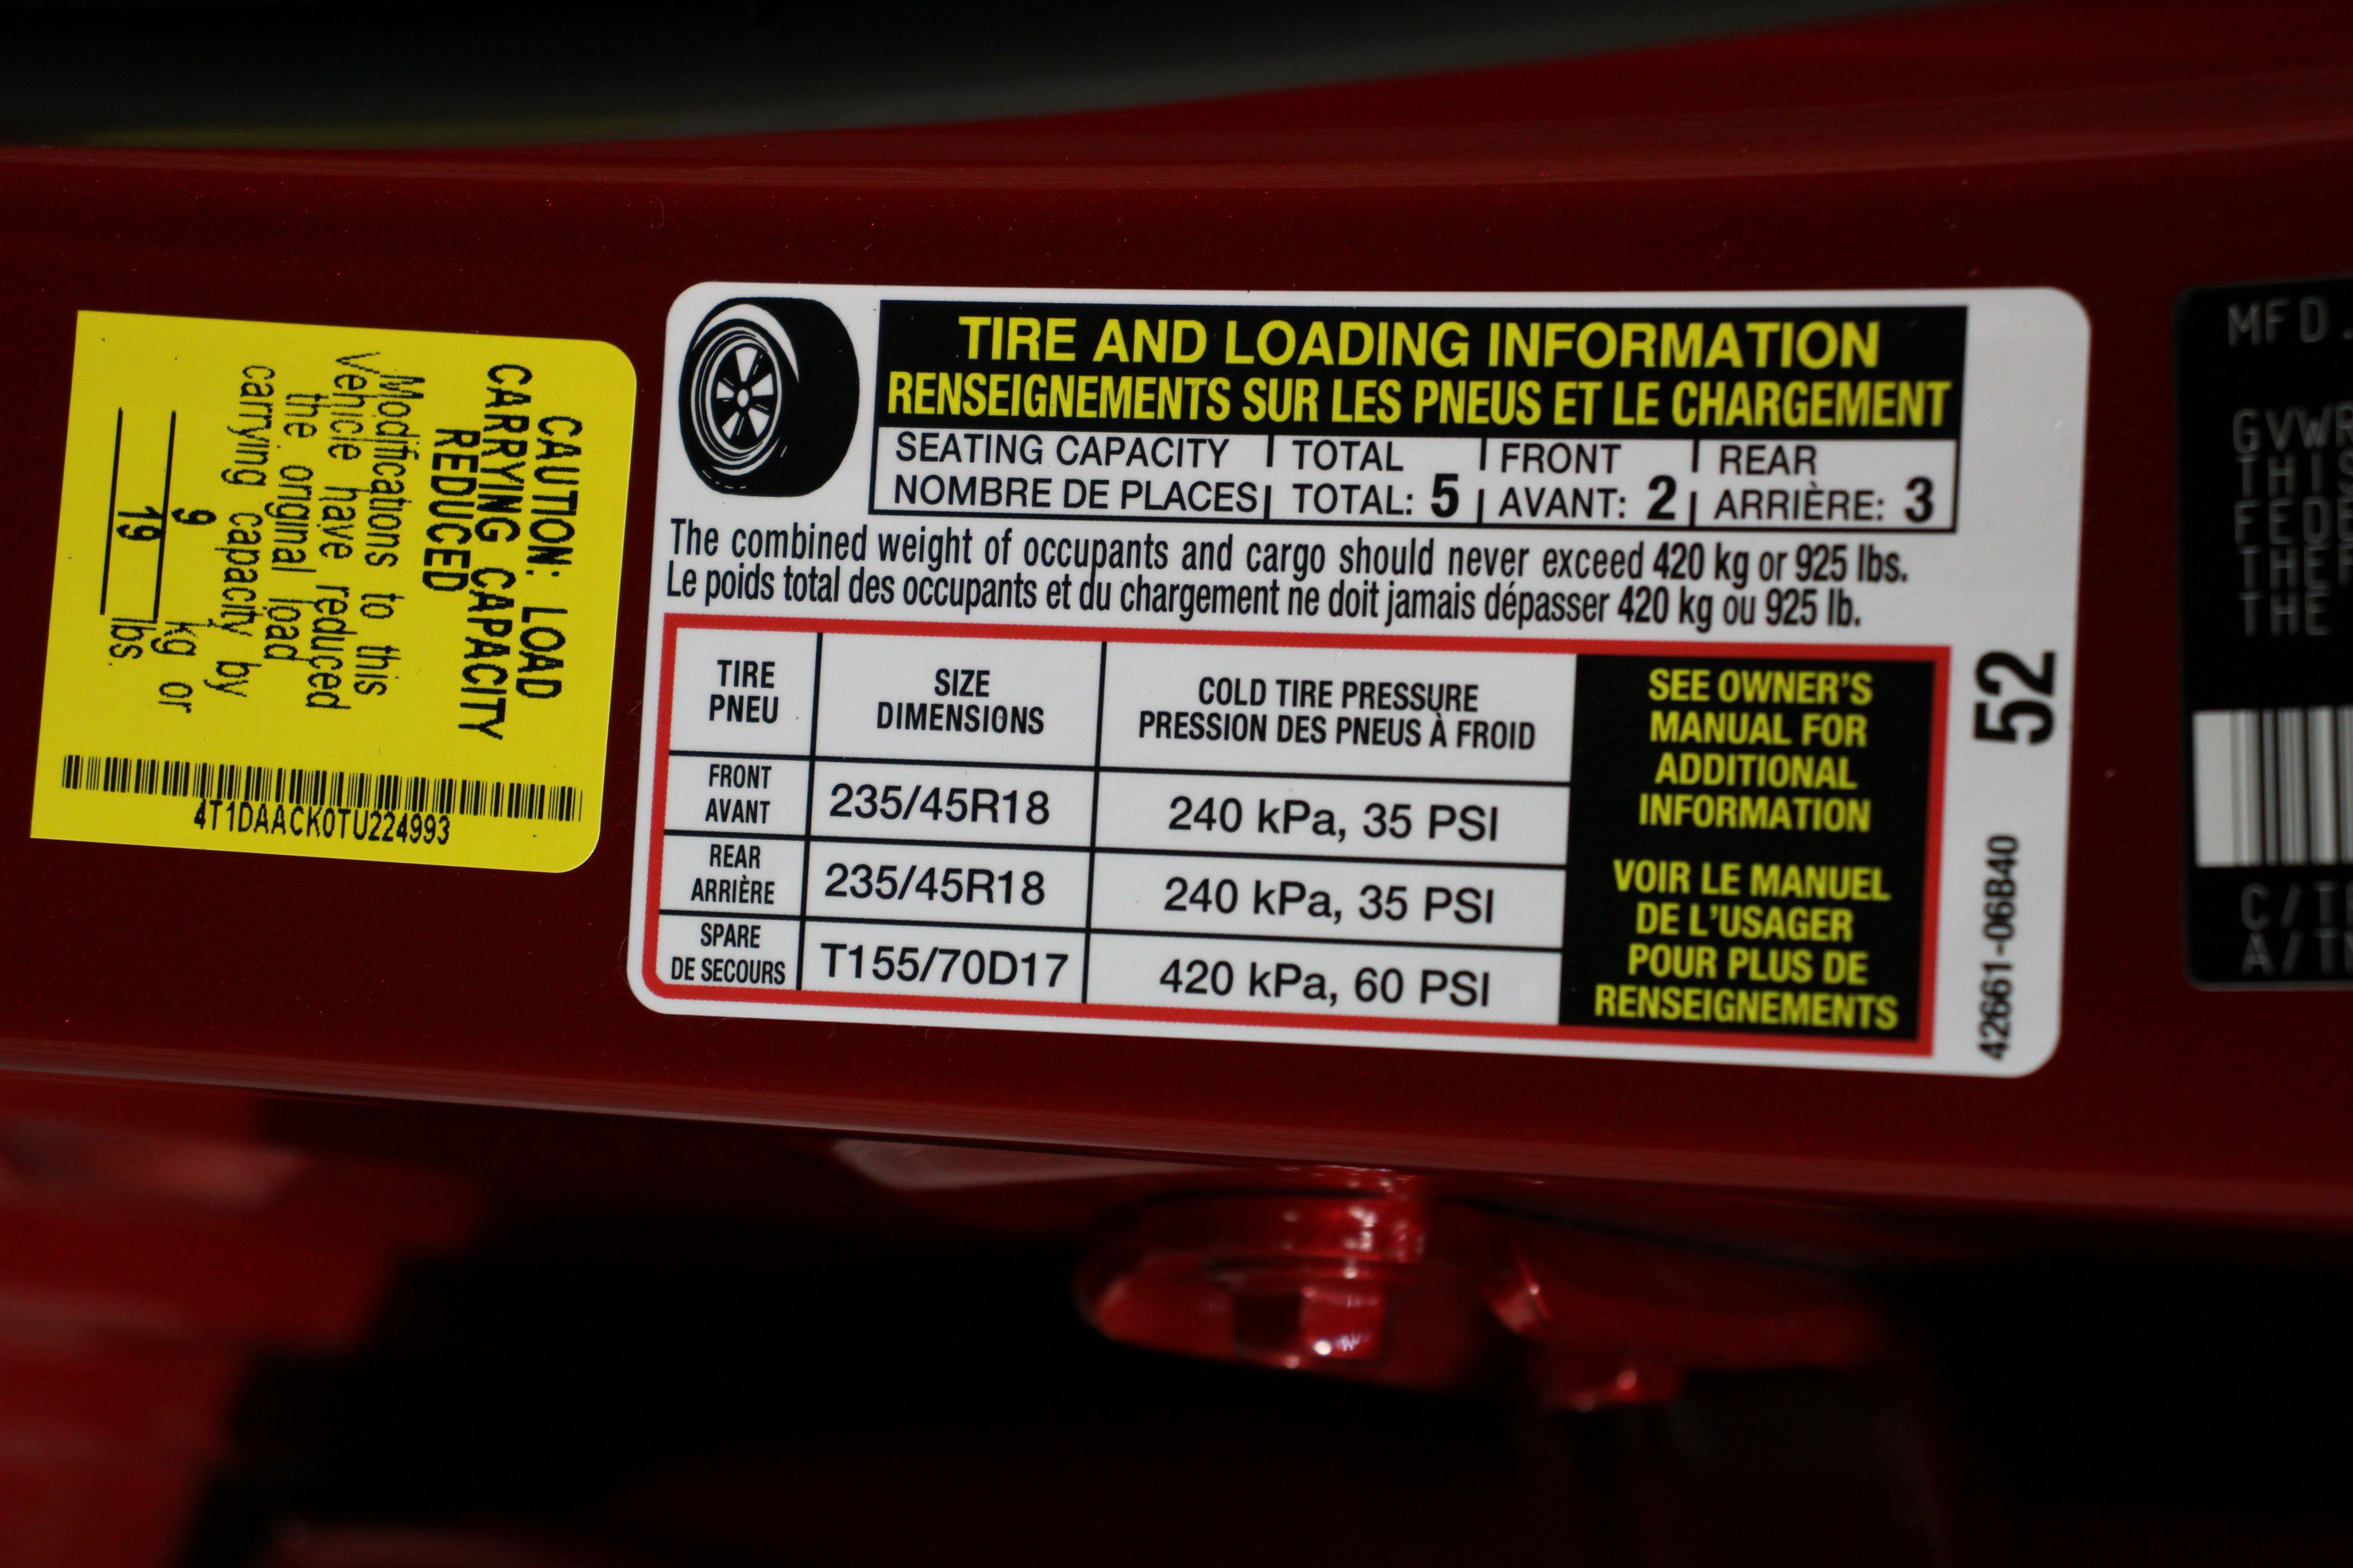 CAUTION: LOAD
CARRYING CAPACITY
REDUCED
Modifications to this
vehicle have reduced
the original load
carrying capacity by
9 kg or
19 lbs.
4T1DAACK0TU224993
TIRE AND LOADING INFORMATION
RENSEIGNEMENTS SUR LES PNEUS ET LE CHARGEMENT
SEATING CAPACITY TOTAL FRONT REAR
NOMBRE DE PLACES TOTAL: 5 AVANT: 2 ARRIÈRE: 3
The combined weight of occupants and cargo should never exceed 420 kg or 925 lbs.
Le poids total des occupants et du chargement ne doit jamais dépasser 420 kg ou 925 lb.
TIRE
PNEU
SIZE
DIMENSIONS
COLD TIRE PRESSURE
PRESSION DES PNEUS À FROID
FRONT
AVANT
235/45R18
240 kPa, 35 PSI
REAR
ARRIÈRE
235/45R18
240 kPa, 35 PSI
SPARE
DE SECOURS
T155/70D17
420 kPa, 60 PSI
SEE OWNER'S
MANUAL FOR
ADDITIONAL
INFORMATION
VOIR LE MANUEL
DE L'USAGER
POUR PLUS DE
RENSEIGNEMENTS
52
42661-06B40
MFD.
GVWR
THIS
THE
C/TR